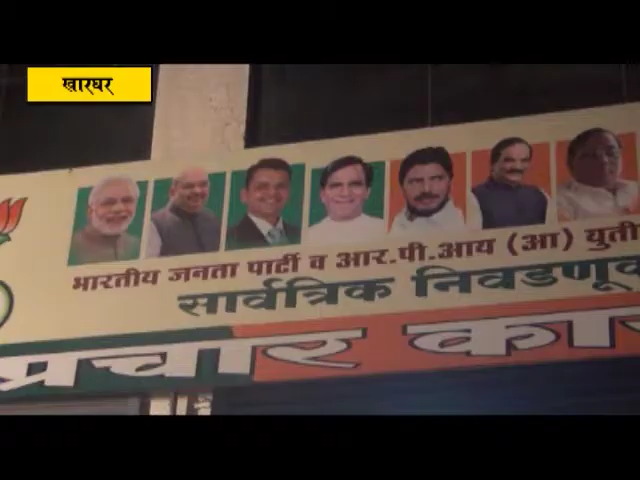 खारघर
भारतीय जनता पार्टी व आर.पी.आय (आ) युती
सार्वत्रिक निवडणूक
प्रचार का